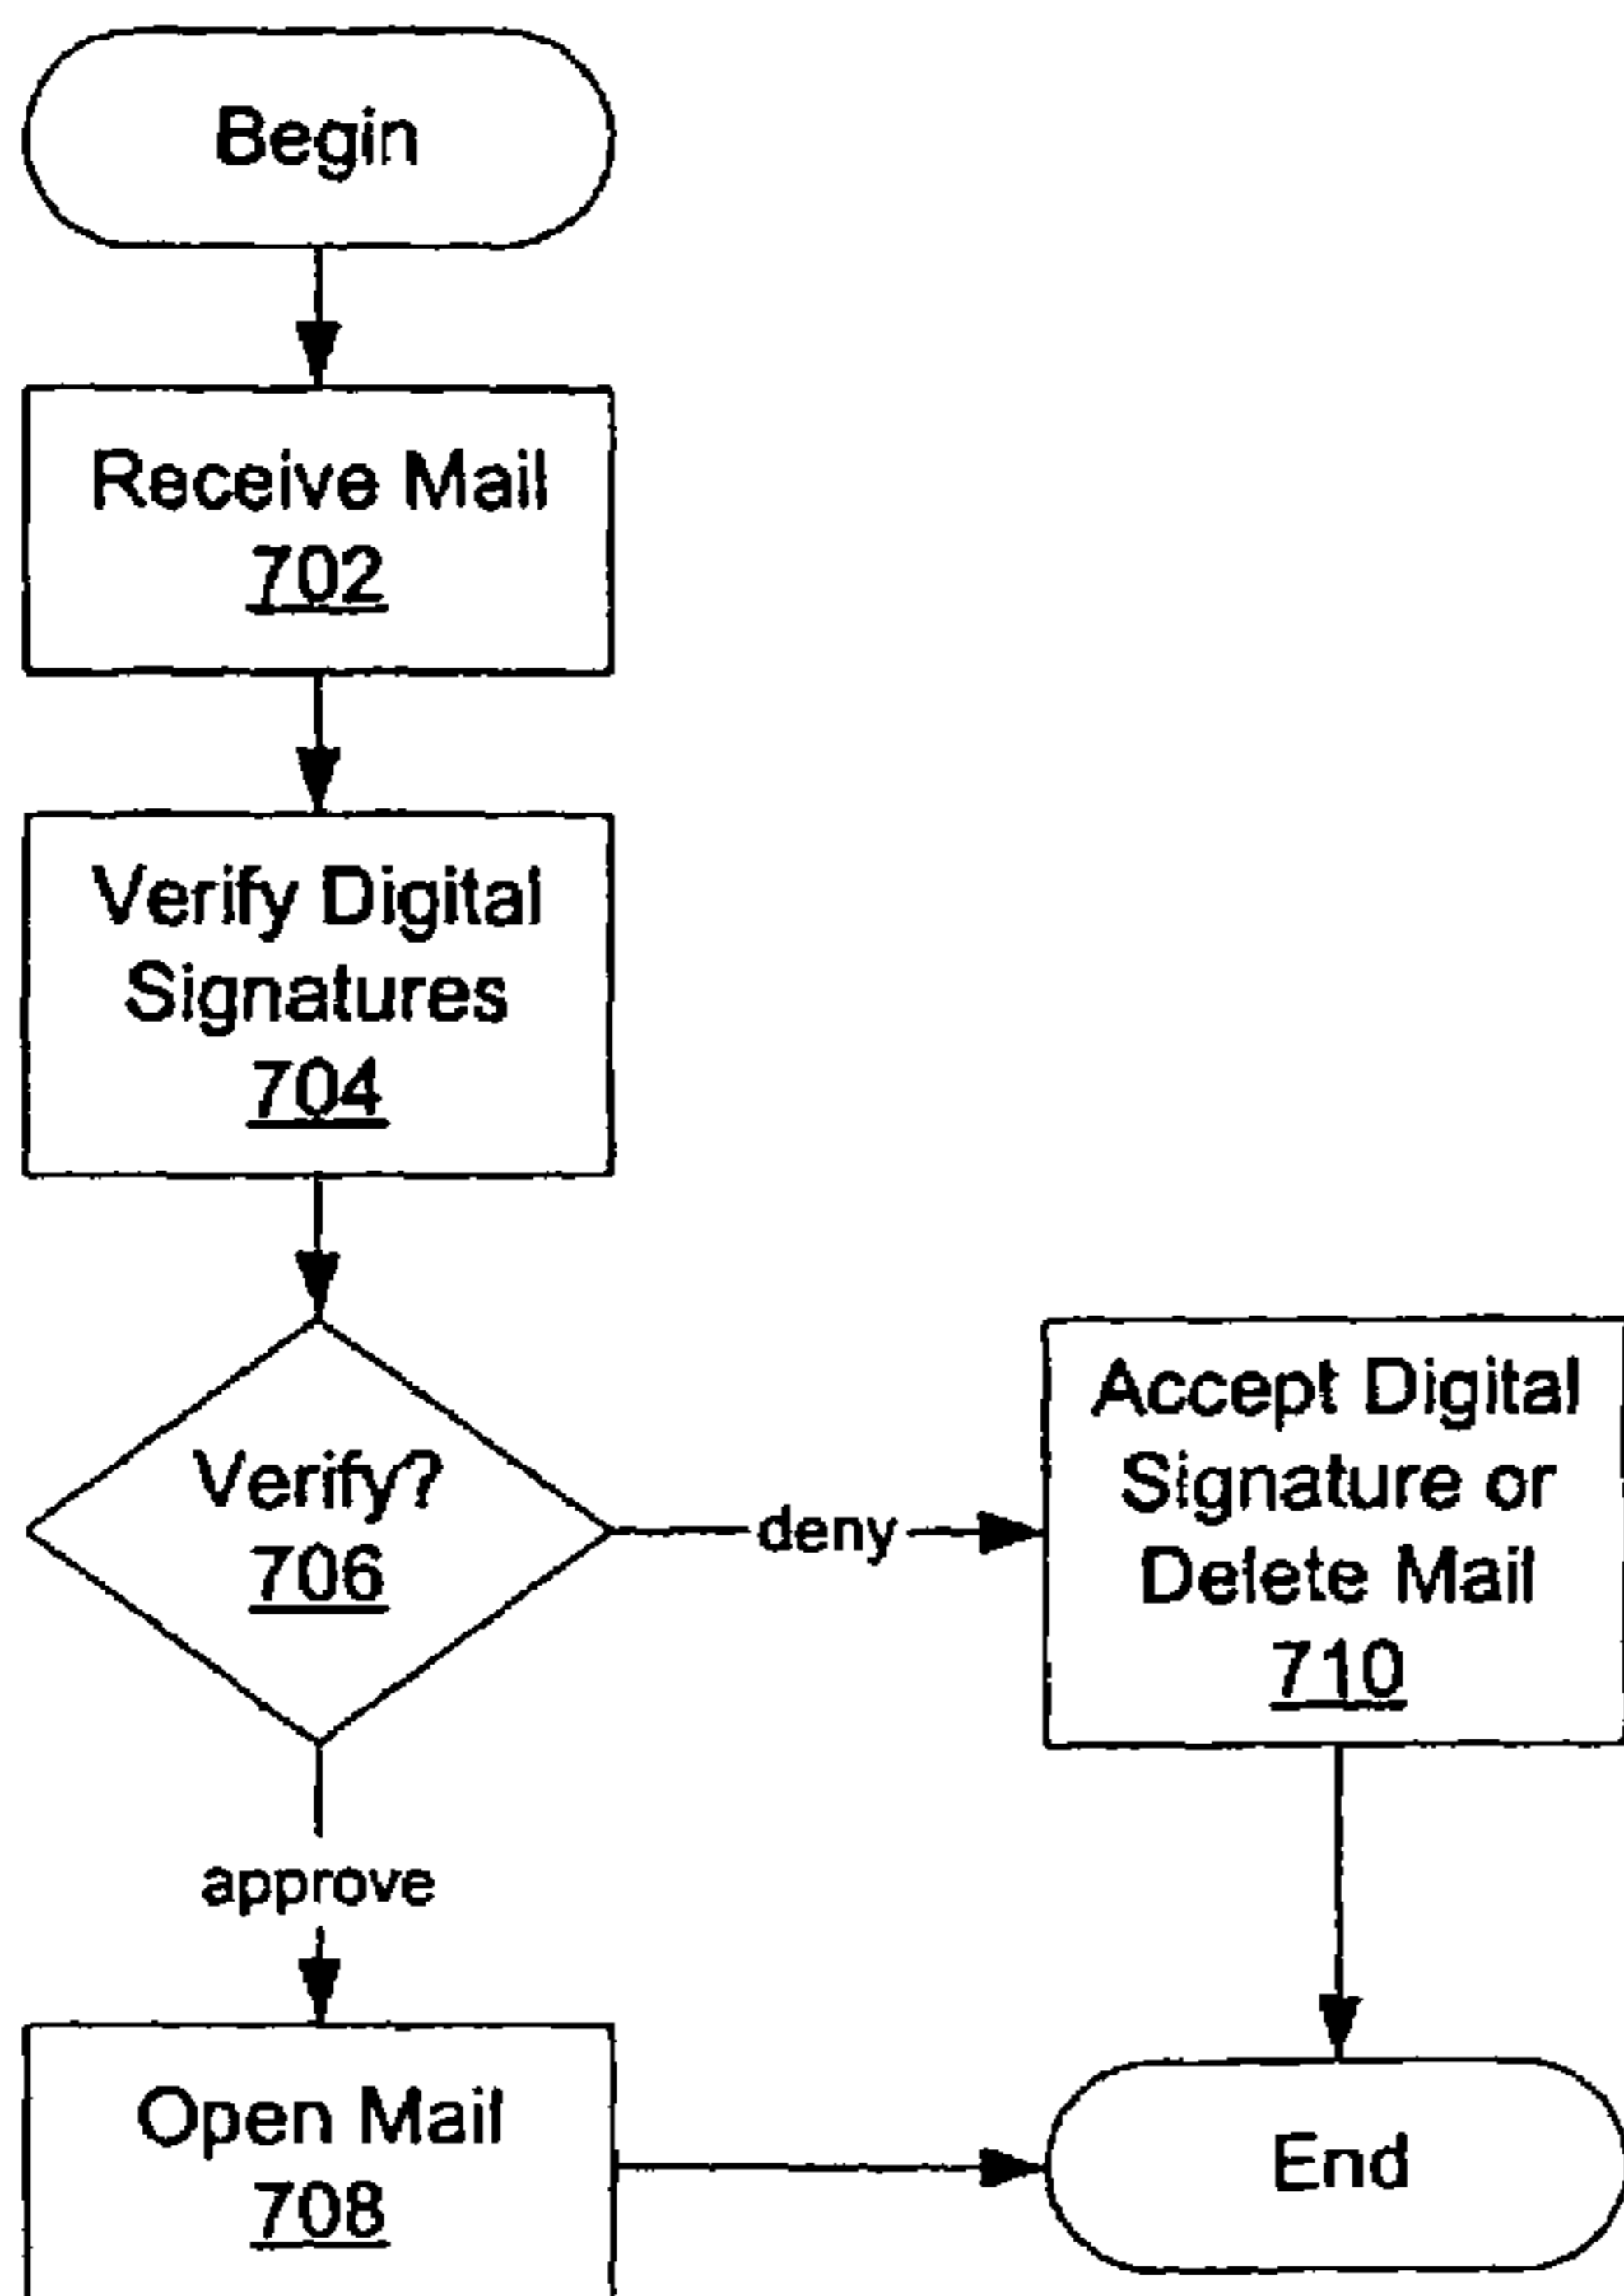 Begin
Receive Mail
702
Verify Digital
Signatures
704
Verify?
706
deny
Accept Digital
Signature or
Delete Mail
710
approve
Open Mail
708
End